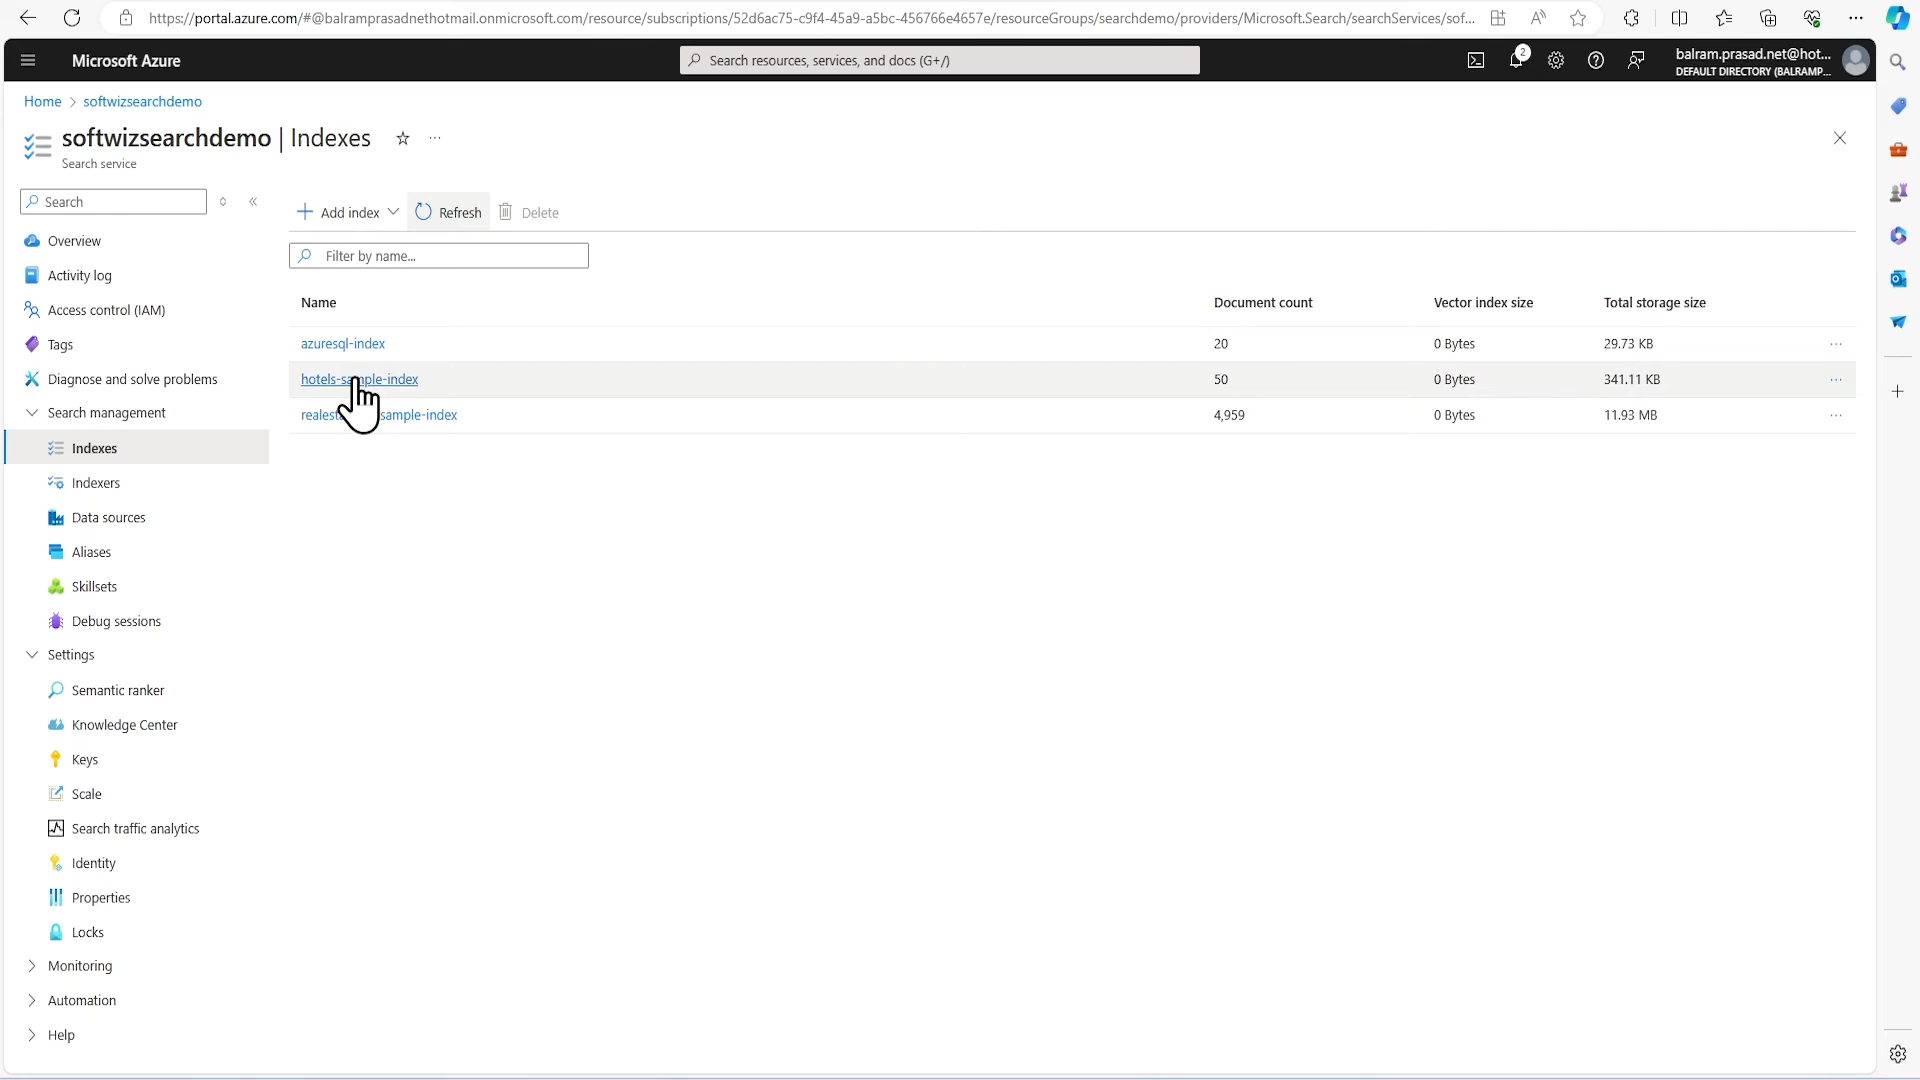 https://portal.azure.com/#@balramprasadnethotmail.onmicrosoft.com/resource/subscriptions/52d6ac75-c9f4-45a9-a5bc-456766e4657e/resourceGroups/searchdemo/providers/Microsoft.Search/searchServices/sof...
Microsoft Azure
Search resources, services, and docs (G+/)
2
balram.prasad.net@hot...
DEFAULT DIRECTORY (BALRAMP...
Home > softwizsearchdemo
softwizsearchdemo | Indexes
Search service
Search
Add index
Refresh
Delete
Filter by name...
Name Document count Vector index size Total storage size
azuresql-index 20 0 Bytes 29.73 KB
hotels-sample-index 50 0 Bytes 341.11 KB
sample-index 4,959 0 Bytes 11.93 MB
Overview
Activity log
Access control (IAM)
Tags
Diagnose and solve problems
Search management
Indexes
Indexers
Data sources
Aliases
Skillsets
Debug sessions
Settings
Semantic ranker
Knowledge Center
Keys
Scale
Search traffic analytics
Identity
Properties
Locks
Monitoring
Automation
Help